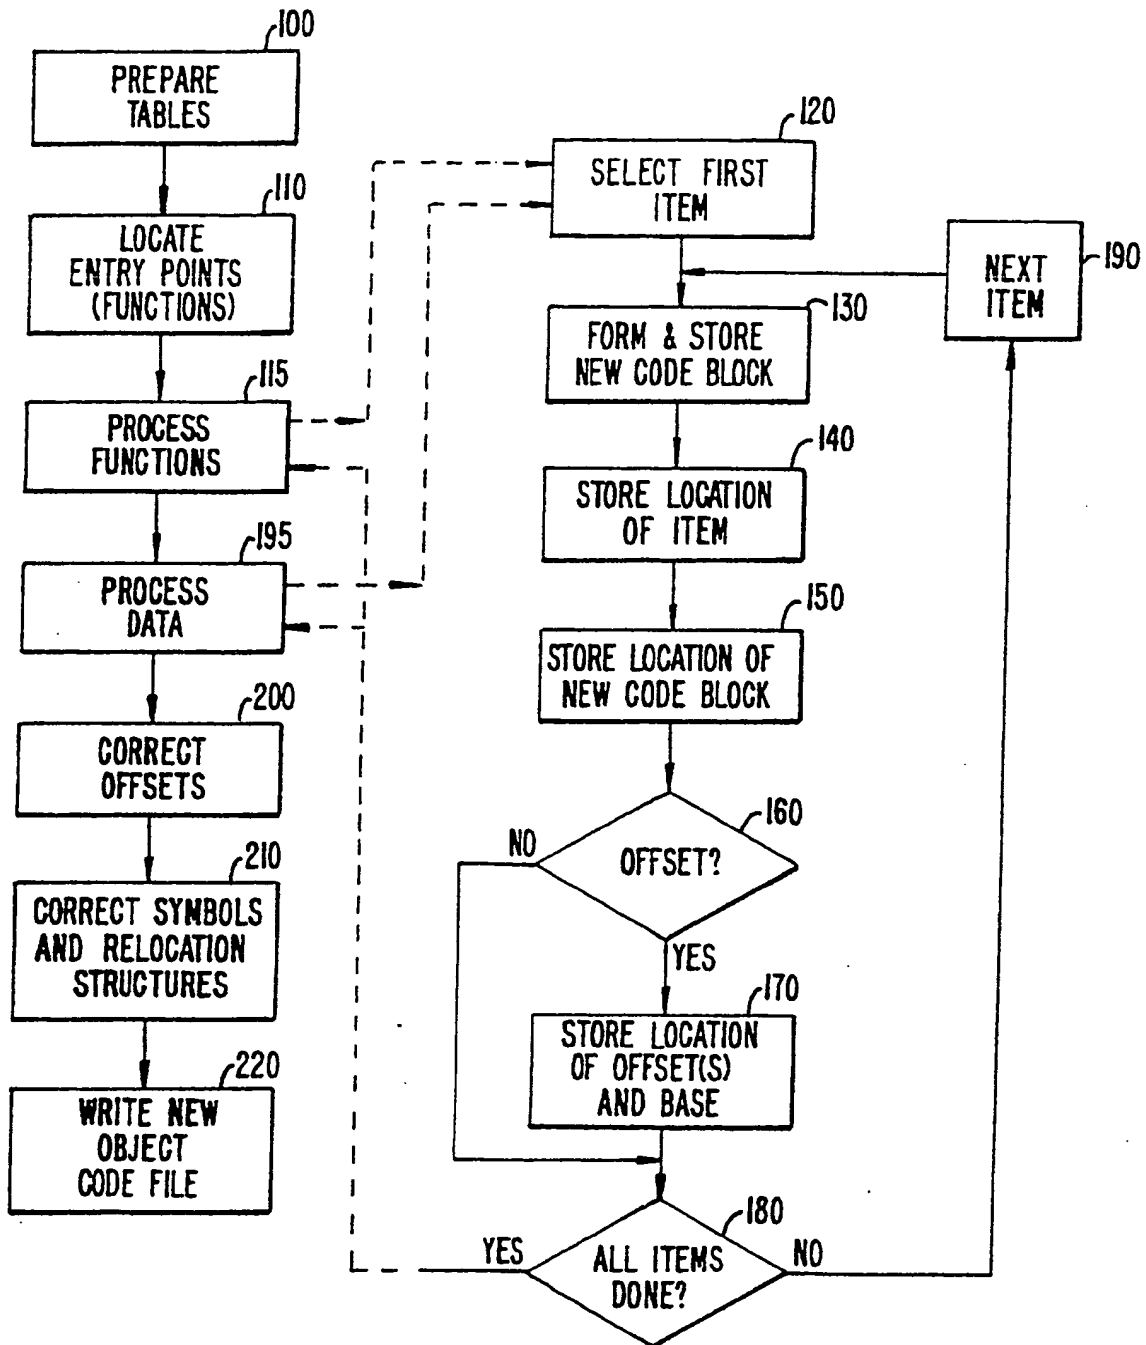 100
PREPARE
TABLES
110
LOCATE
ENTRY POINTS
(FUNCTIONS)
115
PROCESS
FUNCTIONS
195
PROCESS
DATA
200
CORRECT
OFFSETS
210
CORRECT SYMBOLS
AND RELOCATION
STRUCTURES
220
WRITE NEW
OBJECT
CODE FILE
120
SELECT FIRST
ITEM
130
FORM & STORE
NEW CODE BLOCK
140
STORE LOCATION
OF ITEM
150
STORE LOCATION OF
NEW CODE BLOCK
160
OFFSET?
NO
YES
170
STORE LOCATION
OF OFFSET(S)
AND BASE
180
ALL ITEMS
DONE?
YES
NO
190
NEXT
ITEM